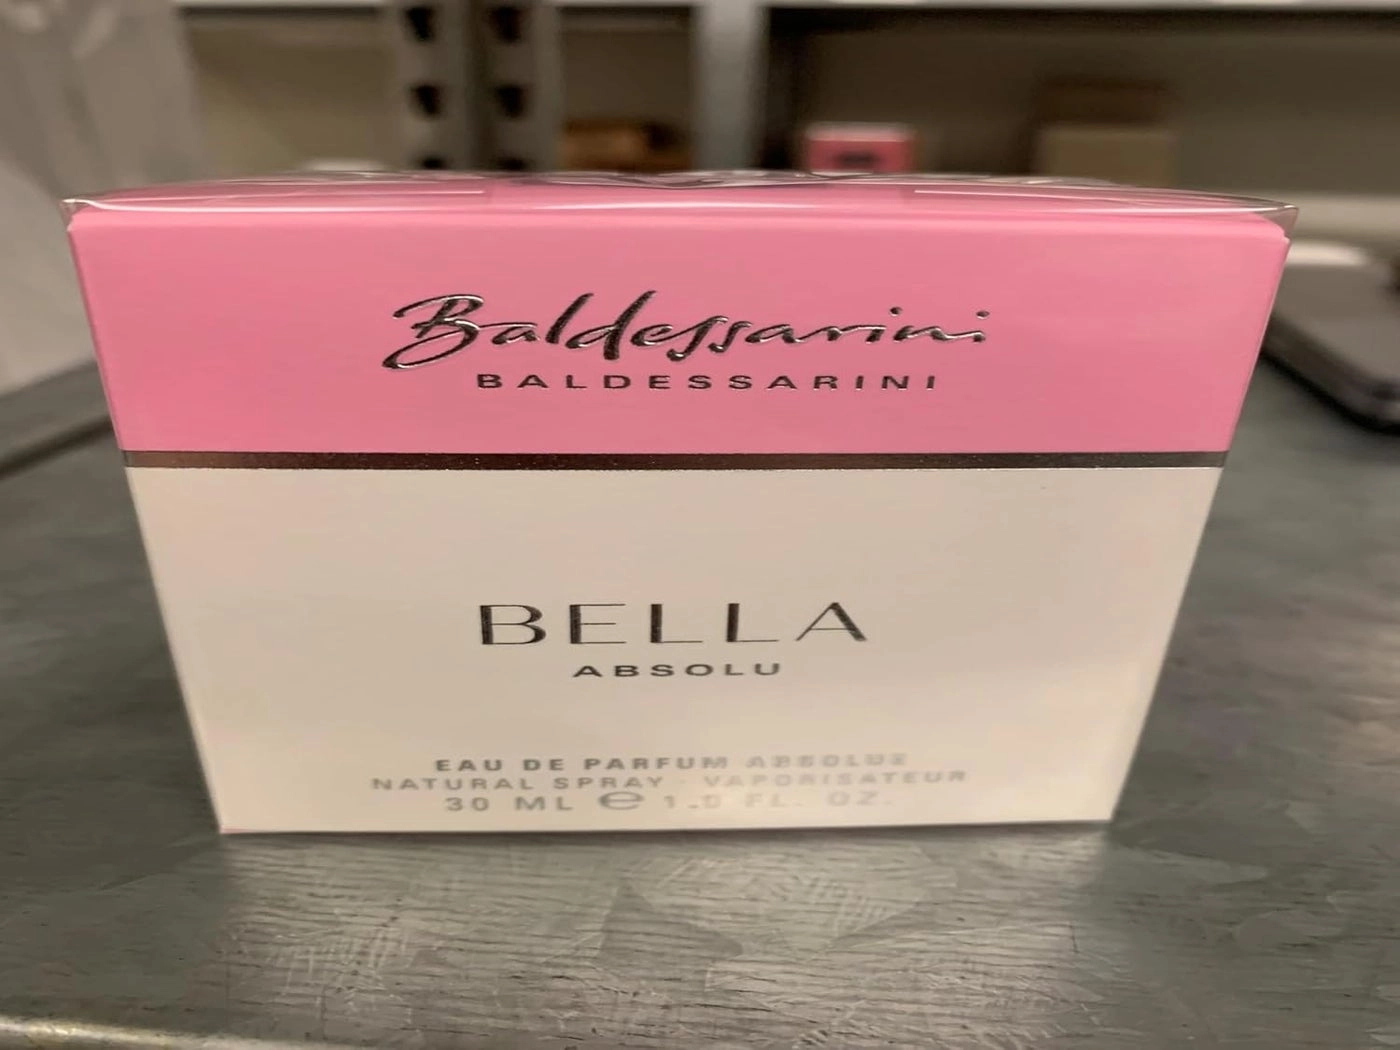 Baldessarini
BALDESSARINI
BELLA
ABSOLU
EAU DE PARFUM ABSOLUE
NATURAL SPRAY · VAPORISATEUR
30 ML ℮ 1.0 FL. OZ.